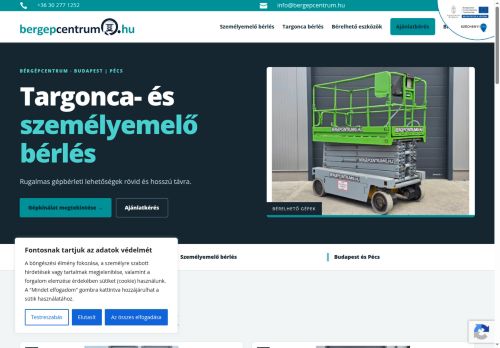 +36 30 277 1252
info@bergepcentrum.hu
bergepcentrum.hu
Személyemelő bérlés
Targonca bérlés
Bérelhető eszközök
Ajánlatkérés
BÉRGÉPCENTRUM · BUDAPEST | PÉCS
Targonca- és
személyemelő
bérlés
Rugalmas gépbérleti lehetőségek rövid és hosszú távra.
Gépkínálat megtekintése →
Ajánlatkérés
BERGEPCENTRUM.HU
BÉRELHETŐ GÉPEK
Fontosnak tartjuk az adatok védelmét
A böngészési élmény fokozása, a személyre szabott
hirdetések vagy tartalmak megjelenítése, valamint a
forgalom elemzése érdekében sütiket (cookie) használunk.
A "Mindet elfogadom" gombra kattintva hozzájárulhat a
sütik használatához.
Testreszabás
Elutasít
Az összes elfogadása
Személyemelő bérlés
Budapest és Pécs
SZÉCHENYI